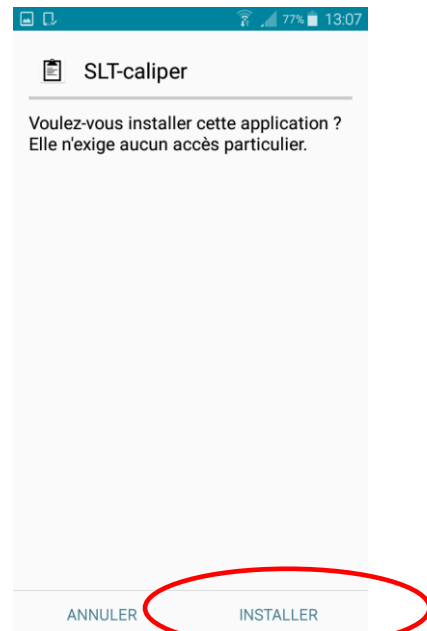 77% 13:07
SLT-caliper
Voulez-vous installer cette application ?
Elle n'exige aucun accès particulier.
ANNULER INSTALLER